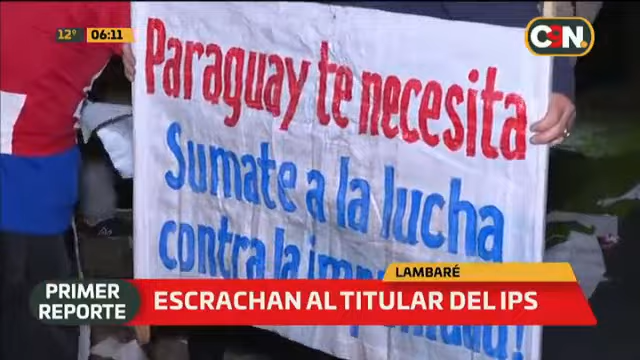 12° 06:11
CEN
Paraguay te necesita
Sumate a la lucha
contra la
LAMBARÉ
PRIMER
REPORTE
ESCRACHAN AL TITULAR DEL IPS